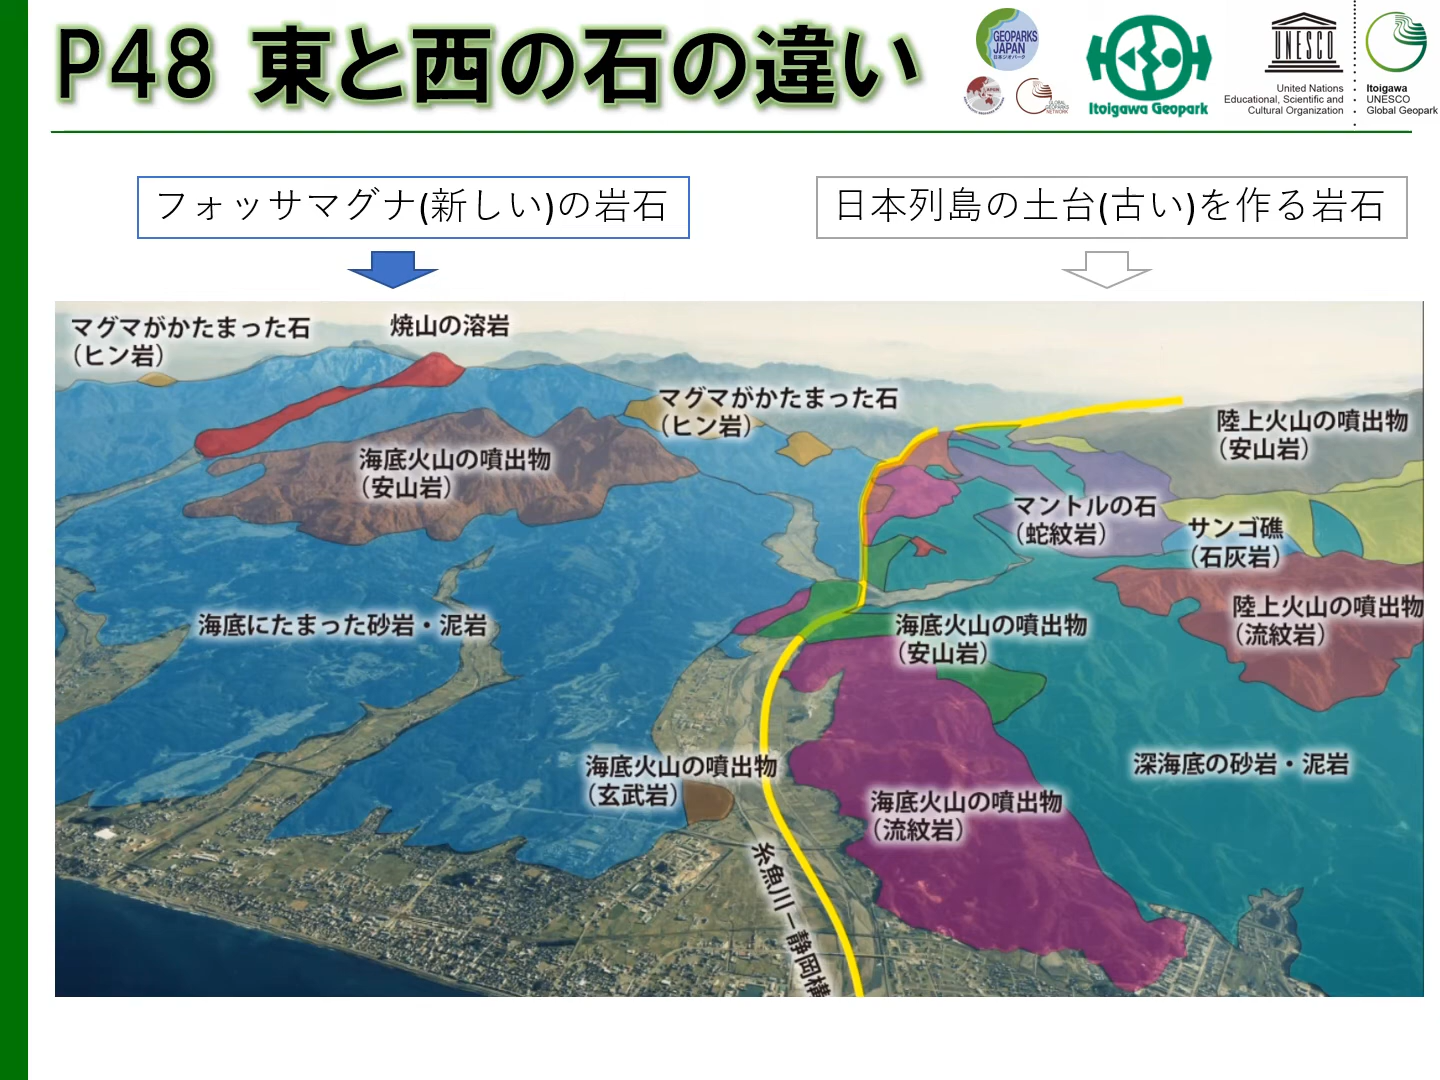 P48 東と西の石の違い
GEOPARKS
JAPAN
日本ジオパーク
Itoigawa Geopark
UNESCO
United Nations
Educational, Scientific and
Cultural Organization
Itoigawa
UNESCO
Global Geopark
フォッサマグナ(新しい)の岩石
日本列島の土台(古い)を作る岩石
マグマがかたまった石
（ヒン岩）
焼山の溶岩
マグマがかたまった石
（ヒン岩）
陸上火山の噴出物
（安山岩）
海底火山の噴出物
（安山岩）
マントルの石
（蛇紋岩）
サンゴ礁
（石灰岩）
陸上火山の噴出物
（流紋岩）
海底にたまった砂岩・泥岩
海底火山の噴出物
（安山岩）
海底火山の噴出物
（玄武岩）
深海底の砂岩・泥岩
海底火山の噴出物
（流紋岩）
糸魚川－静岡構